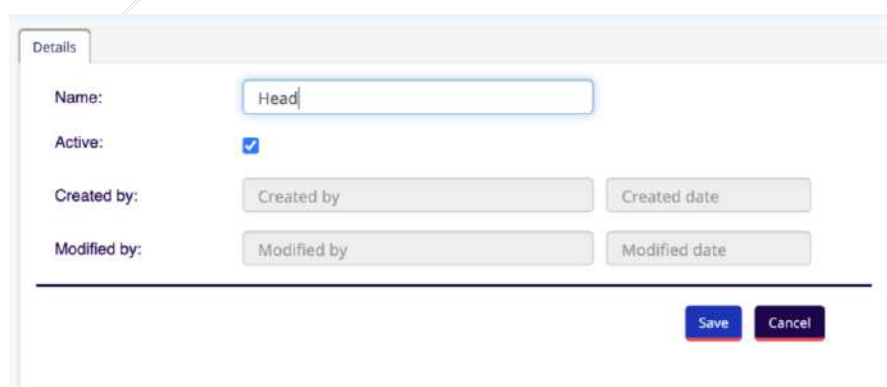 Details
Name: Head
Active:
Created by: Created by Created date
Modified by: Modified by Modified date
Save Cancel